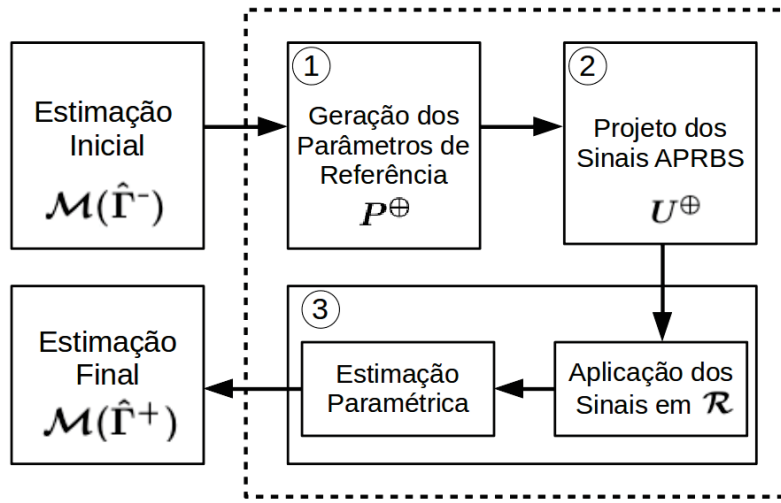 Estimação
Inicial
𝓜(Γ̂⁻)
1
Geração dos
Parâmetros de
Referência
P⊕
2
Projeto dos
Sinais APRBS
U⊕
3
Aplicação dos
Sinais em 𝓡
Estimação
Paramétrica
Estimação
Final
𝓜(Γ̂⁺)